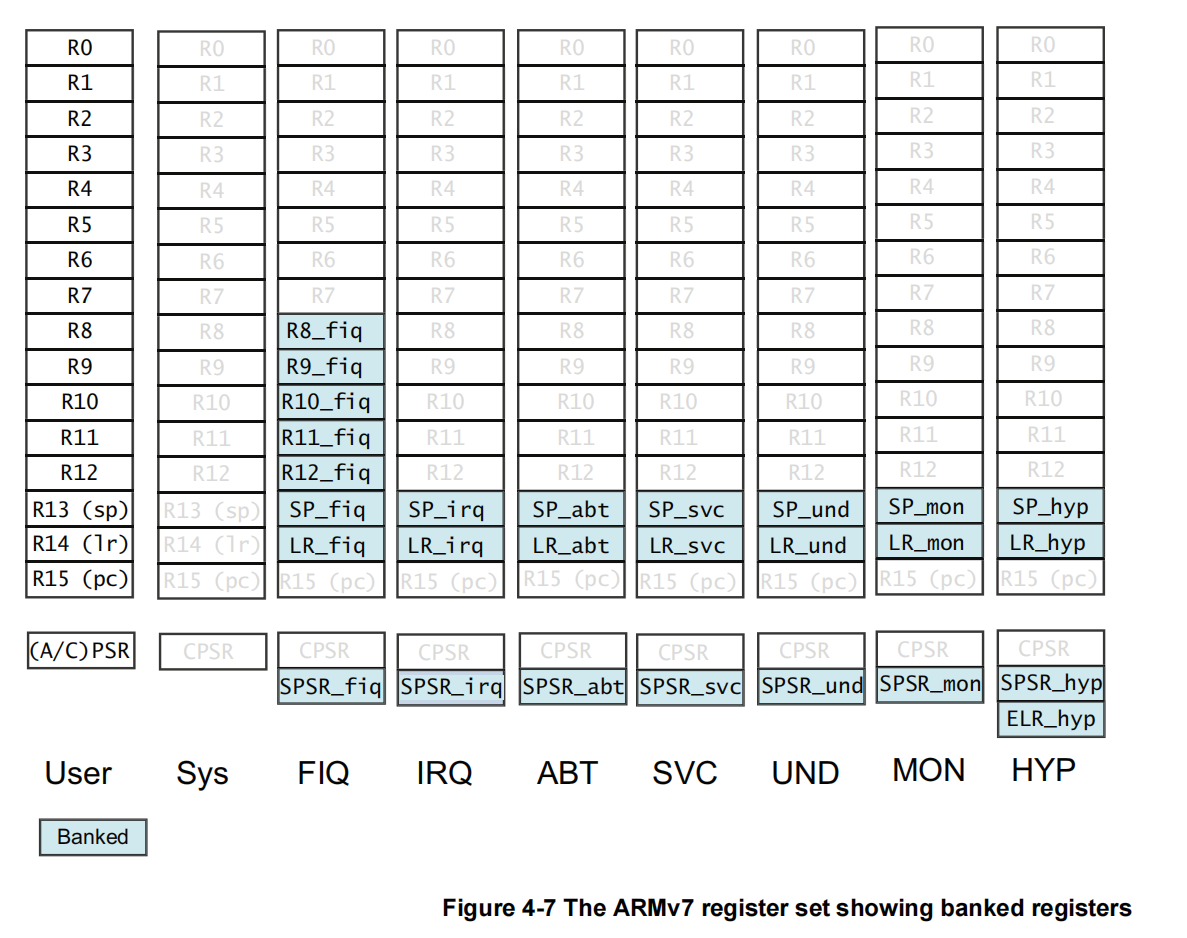 R0 R0 R0 R0 R0 R0 R0 R0 R0
R1 R1 R1 R1 R1 R1 R1 R1 R1
R2 R2 R2 R2 R2 R2 R2 R2 R2
R3 R3 R3 R3 R3 R3 R3 R3 R3
R4 R4 R4 R4 R4 R4 R4 R4 R4
R5 R5 R5 R5 R5 R5 R5 R5 R5
R6 R6 R6 R6 R6 R6 R6 R6 R6
R7 R7 R7 R7 R7 R7 R7 R7 R7
R8 R8 R8_fiq R8 R8 R8 R8 R8 R8
R9 R9 R9_fiq R9 R9 R9 R9 R9 R9
R10 R10 R10_fiq R10 R10 R10 R10 R10 R10
R11 R11 R11_fiq R11 R11 R11 R11 R11 R11
R12 R12 R12_fiq R12 R12 R12 R12 R12 R12
R13 (sp) R13 (sp) SP_fiq SP_irq SP_abt SP_svc SP_und SP_mon SP_hyp
R14 (lr) R14 (lr) LR_fiq LR_irq LR_abt LR_svc LR_und LR_mon LR_hyp
R15 (pc) R15 (pc) R15 (pc) R15 (pc) R15 (pc) R15 (pc) R15 (pc) R15 (pc) R15 (pc)
(A/C)PSR CPSR CPSR CPSR CPSR CPSR CPSR CPSR CPSR
SPSR_fiq SPSR_irq SPSR_abt SPSR_svc SPSR_und SPSR_mon SPSR_hyp
ELR_hyp
User Sys FIQ IRQ ABT SVC UND MON HYP
Banked
Figure 4-7 The ARMv7 register set showing banked registers